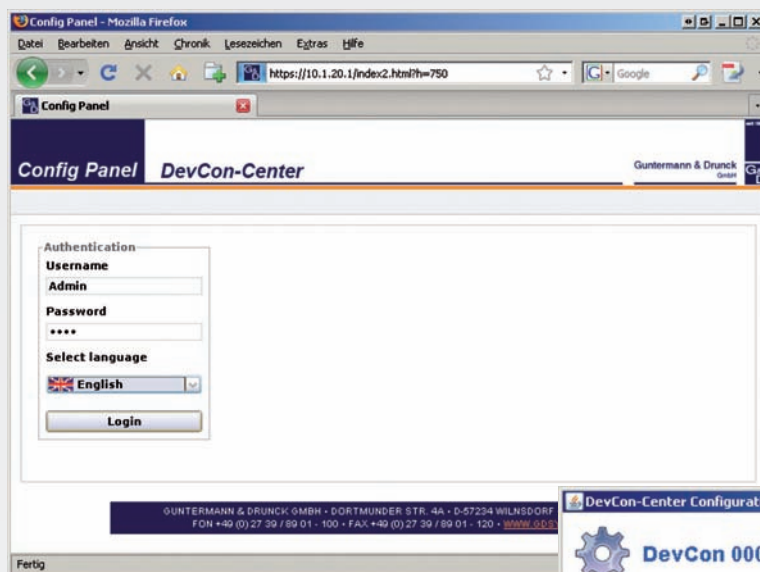 Config Panel - Mozilla Firefox
Datei Bearbeiten Ansicht Chronik Lesezeichen Extras Hilfe
https://10.1.20.1/index2.html?h=750
G Google
Config Panel
Config Panel DevCon-Center
Guntermann & Drunck
GmbH
Authentication
Username
Admin
Password
••••
Select language
English
Login
GUNTERMANN & DRUNCK GMBH • DORTMUNDER STR. 4A • D-57234 WILNSDORF
FON +49 (0) 27 39 / 89 01 - 100 • FAX +49 (0) 27 39 / 89 01 - 120 •
DevCon-Center Configurat
DevCon 000
Fertig